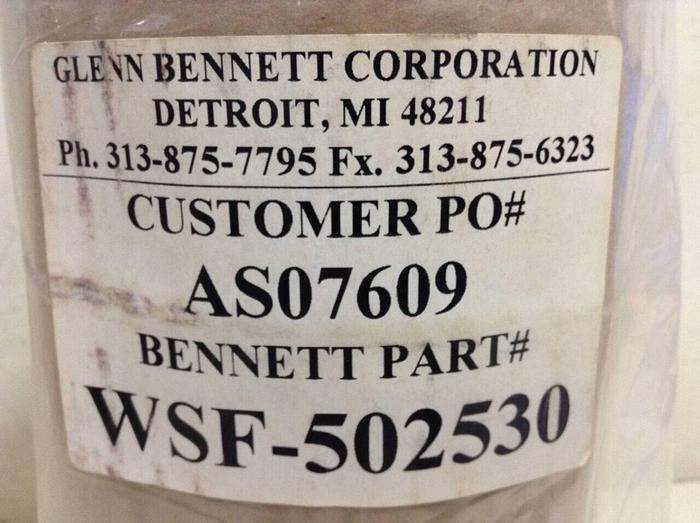 GLENN BENNETT CORPORATION
DETROIT, MI 48211
Ph. 313-875-7795 Fx. 313-875-6323
CUSTOMER PO#
AS07609
BENNETT PART#
WSF-502530